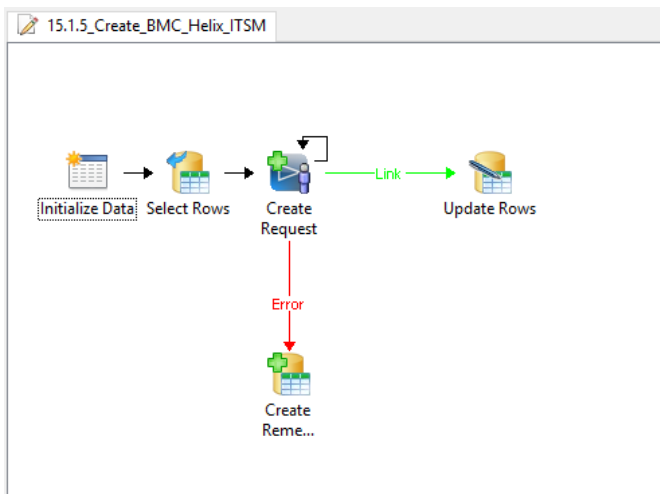 15.1.5_Create_BMC_Helix_ITSM
Initialize Data
Select Rows
Create
Request
Link
Update Rows
Error
Create
Reme...